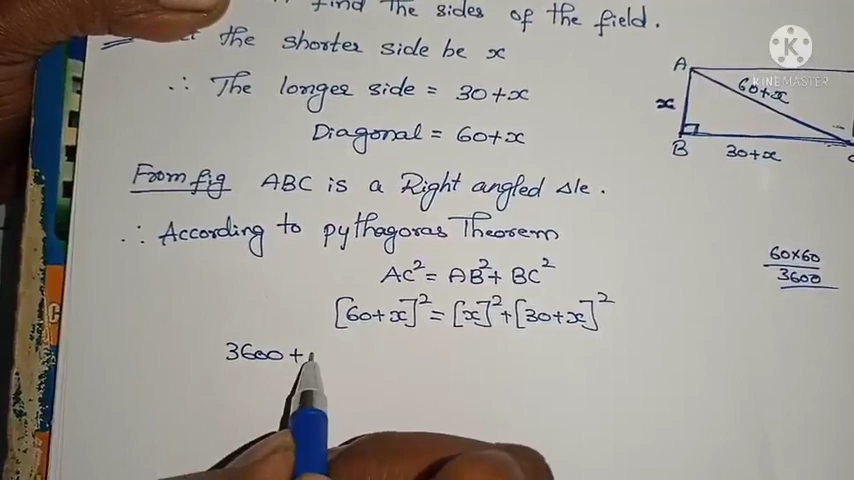 find the sides of the field.
the shorter side be x
∴ The longer side = 30+x
Diagonal = 60+x
From fig ABC is a Right angled Δle.
∴ According to pythagoras Theorem
AC² = AB² + BC²
[60+x]² = [x]² + [30+x]²
3600 +
A
60+x
x
B
30+x
60×60
3600
KINEMASTER